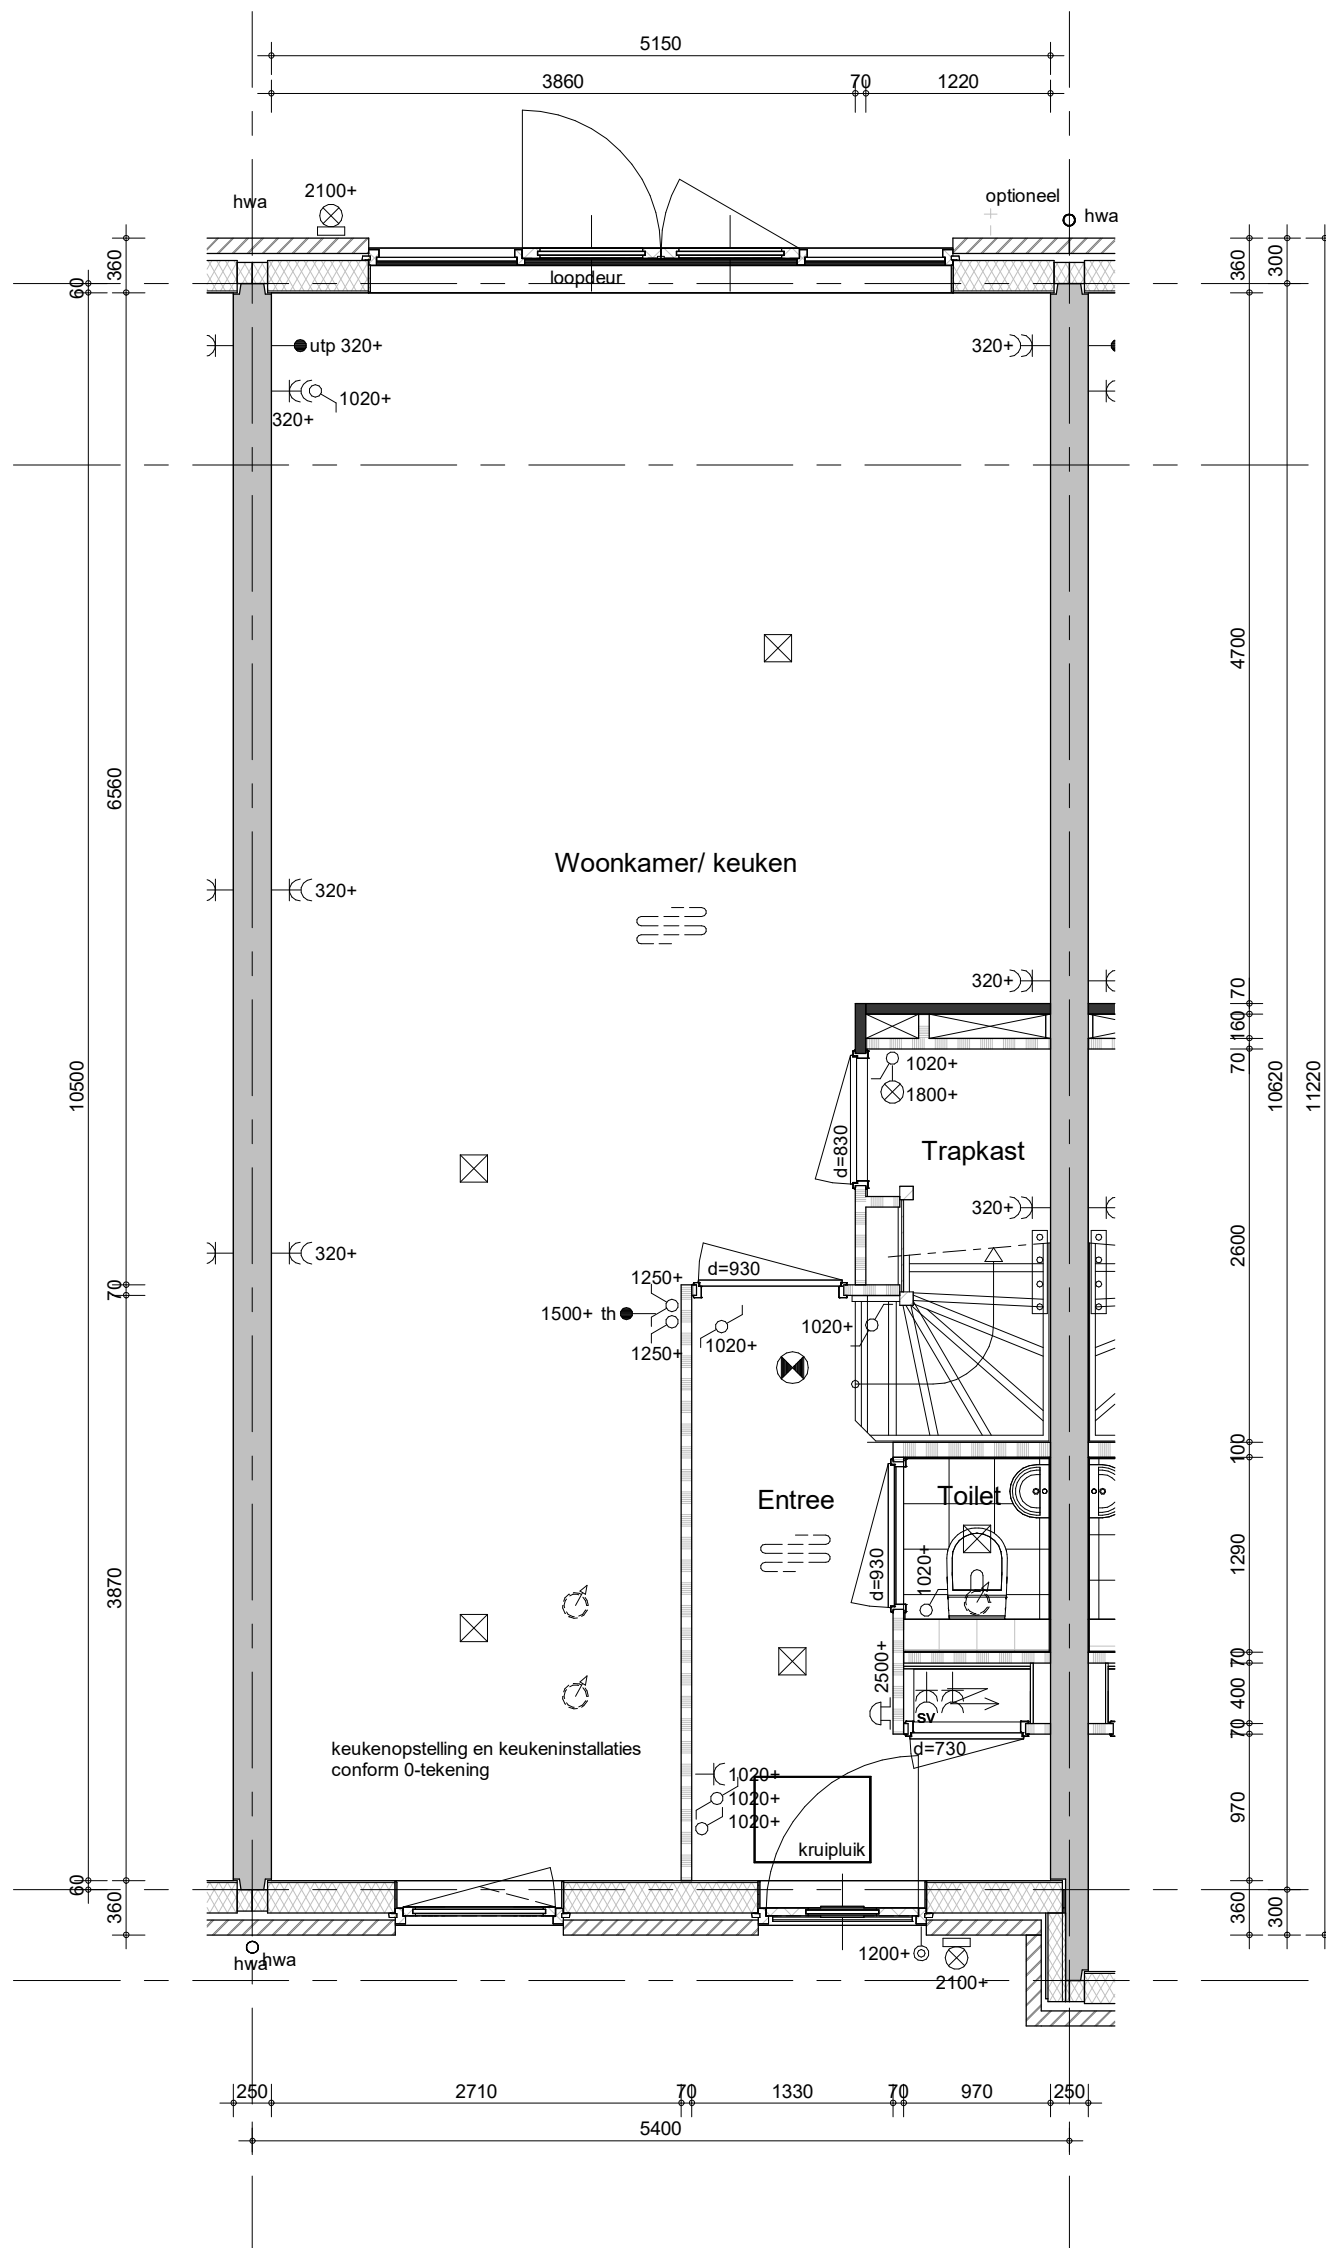 5150
3860
70
1220
hwa
2100+
optioneel
hwa
360
60
loopdeur
360
300
utp 320+
320+
1020+
320+
4700
6560
Woonkamer/ keuken
320+
320+
70
160
70
1020+
1800+
10500
10620
11220
d=830
Trapkast
320+
320+
2600
d=930
1250+
70
1500+ th
1250+
1020+
1020+
100
Entree
Toilet
1290
d=930
1020+
3870
2500+
70
400
70
sv
d=730
keukenopstelling en keukeninstallaties
conform 0-tekening
1020+
1020+
1020+
970
kruipluik
60
360
360
300
hwa
hwa
1200+
2100+
250
2710
70
1330
70
970
250
5400